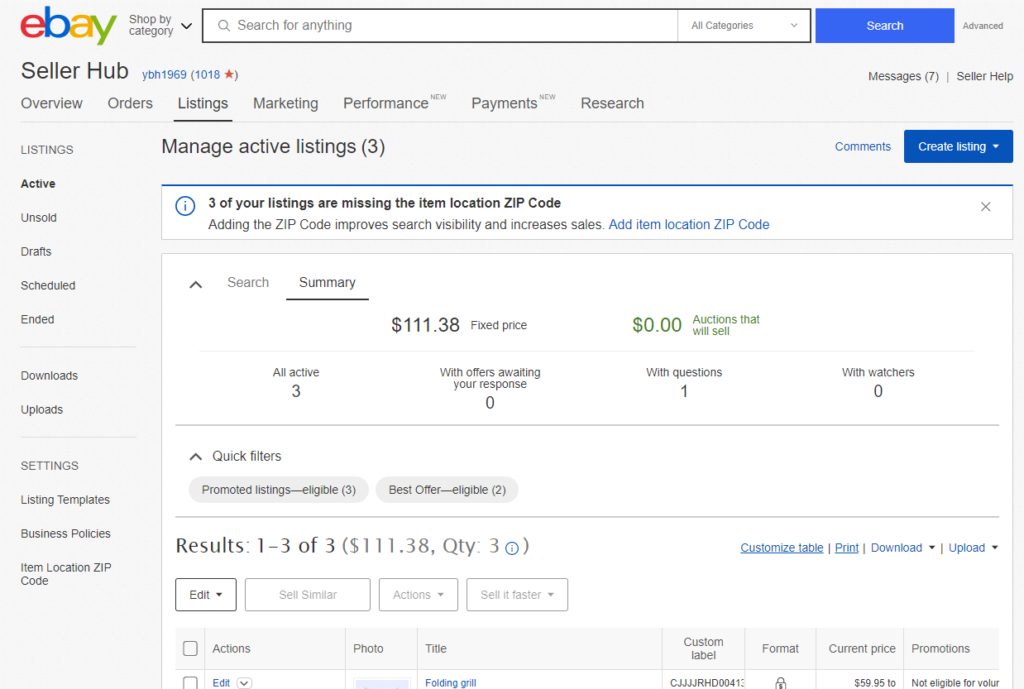 ebay
Shop by
category
Search for anything
All Categories
Search
Advanced
Seller Hub
ybh1969 (1018 ★)
Messages (7) | Seller Help
Overview
Orders
Listings
Marketing
Performance NEW
Payments NEW
Research
LISTINGS
Active
Unsold
Drafts
Scheduled
Ended
Downloads
Uploads
SETTINGS
Listing Templates
Business Policies
Item Location ZIP
Code
Manage active listings (3)
Comments
Create listing
3 of your listings are missing the item location ZIP Code
Adding the ZIP Code improves search visibility and increases sales. Add item location ZIP Code
Search
Summary
$111.38 Fixed price
$0.00 Auctions that
will sell
All active
3
With offers awaiting
your response
0
With questions
1
With watchers
0
Quick filters
Promoted listings—eligible (3)
Best Offer—eligible (2)
Results: 1-3 of 3 ($111.38, Qty: 3 )
Customize table | Print | Download | Upload
Edit
Sell Similar
Actions
Sell it faster
Actions
Photo
Title
Custom
label
Format
Current price
Promotions
Edit
Folding grill
CJJJJRHD00413
$59.95 to
Not eligible for volur